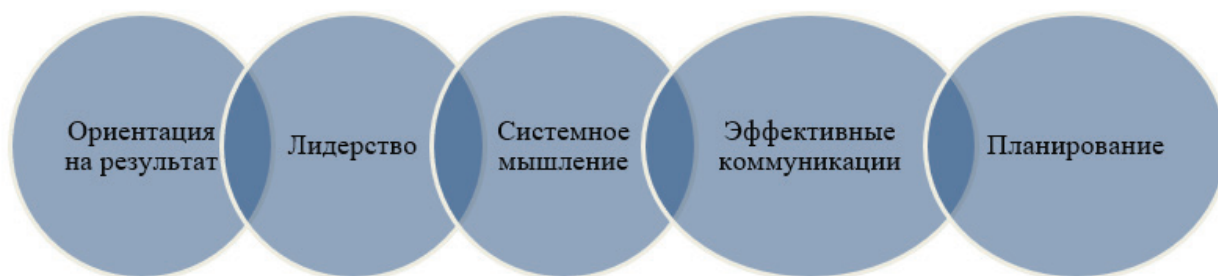 Ориентация
на результат
Лидерство
Системное
мышление
Эффективные
коммуникации
Планирование